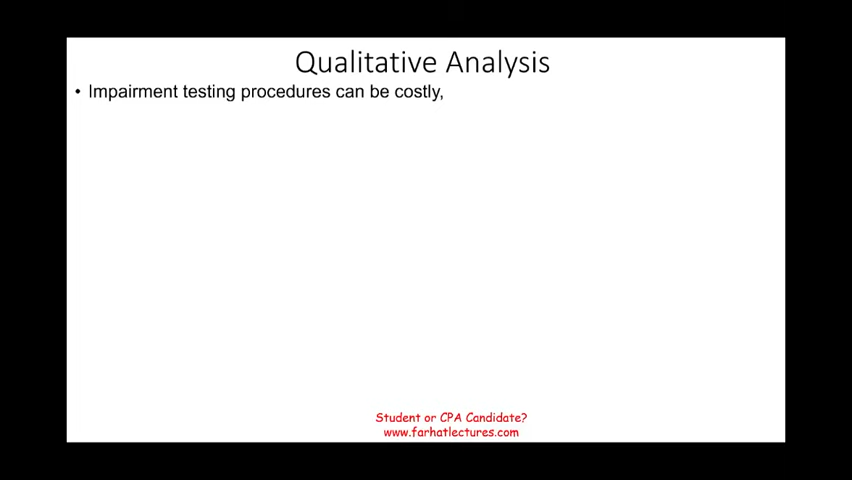 Qualitative Analysis
• Impairment testing procedures can be costly,
Student or CPA Candidate?
www.farhatlectures.com